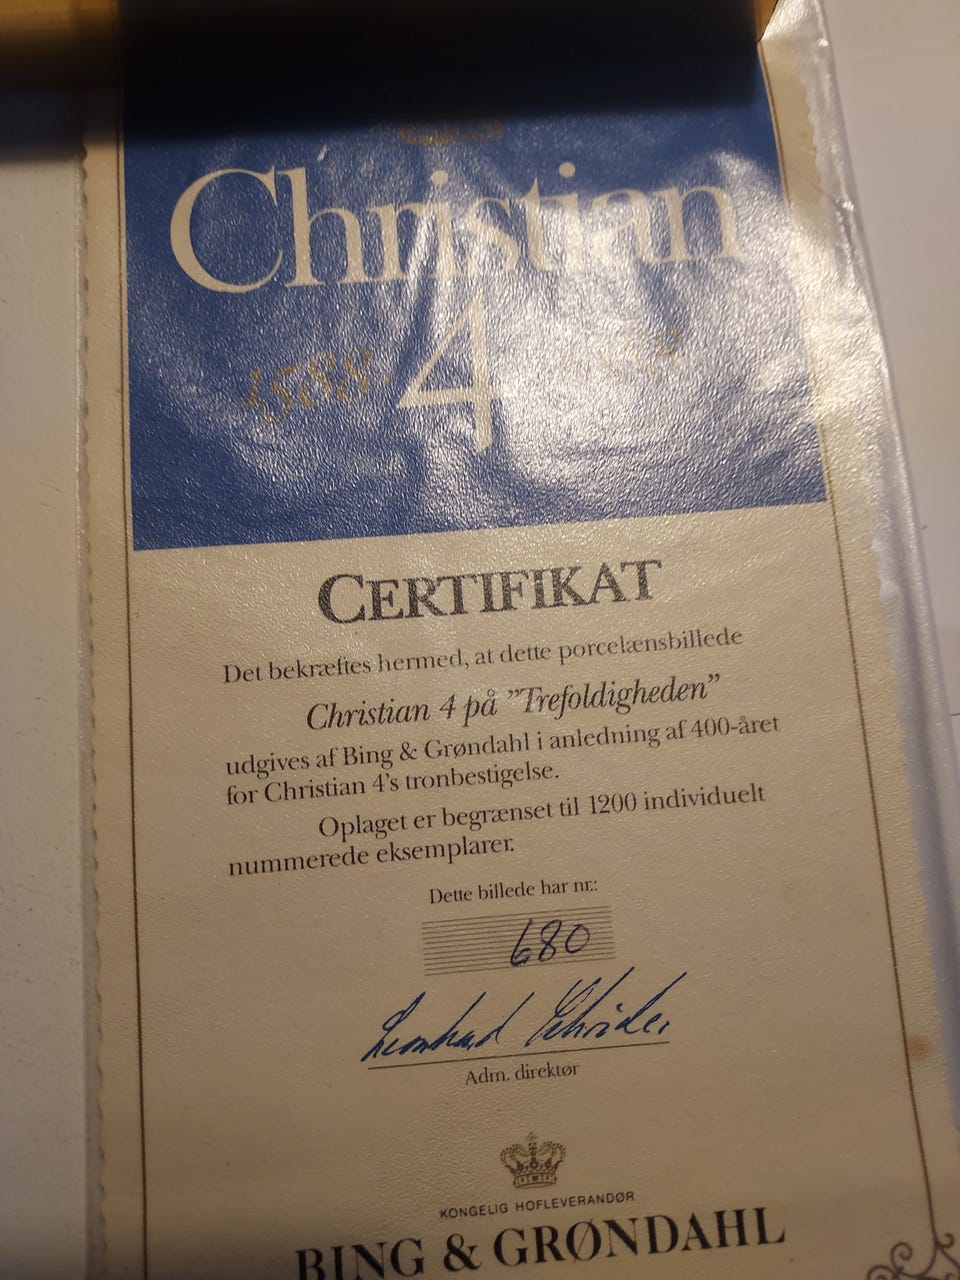 Christian
4
1588
CERTIFIKAT
Det bekræftes hermed, at dette porcelænsbillede
Christian 4 på ”Trefoldigheden”
udgives af Bing & Grøndahl i anledning af 400-året
for Christian 4’s tronbestigelse.
Oplaget er begrænset til 1200 individuelt
nummerede eksemplarer.
Dette billede har nr.:
680
Adm. direktør
KONGELIG HOFLEVERANDØR
BING & GRØNDAHL